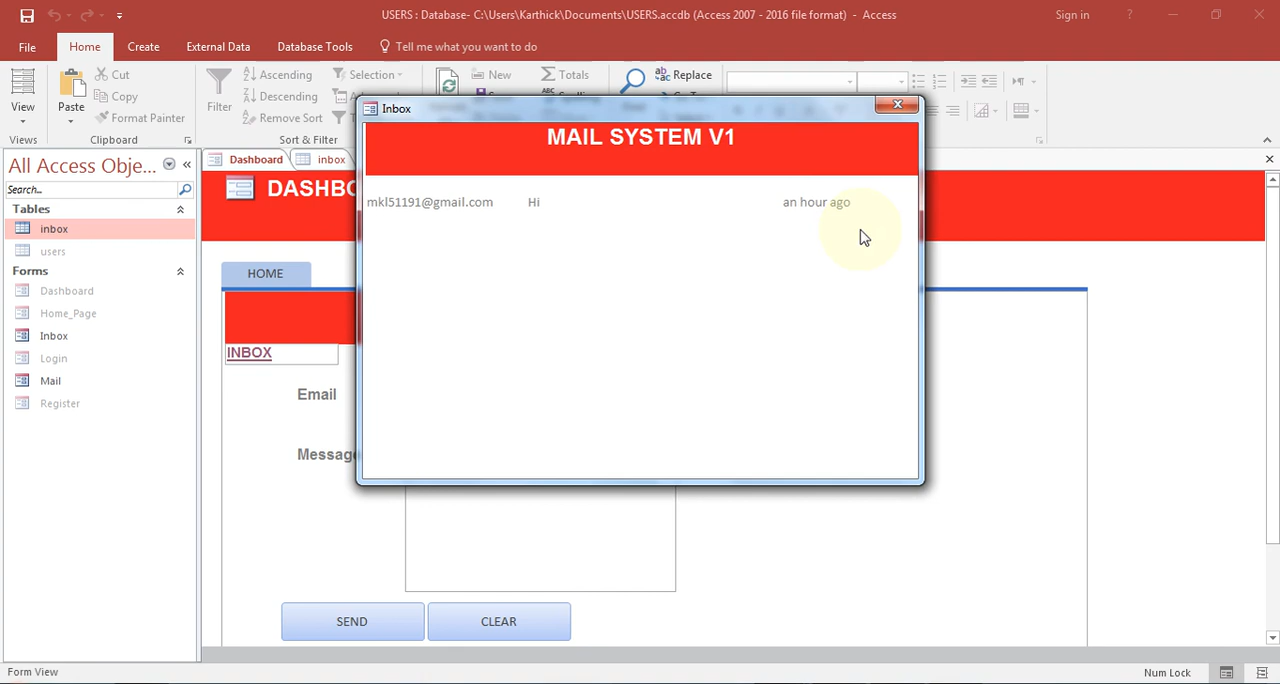 USERS : Database- C:\Users\Karthick\Documents\USERS.accdb (Access 2007 - 2016 file format) - Access
Sign in
?
File
Home
Create
External Data
Database Tools
Tell me what you want to do
View
Views
Paste
Cut
Copy
Format Painter
Clipboard
Filter
Ascending
Descending
Remove Sort
Selection
Sort & Filter
New
Totals
Replace
All Access Obje...
Search...
Tables
inbox
users
Forms
Dashboard
Home_Page
Inbox
Login
Mail
Register
Dashboard
inbox
DASHBO
HOME
INBOX
Email
Message
SEND
CLEAR
Inbox
MAIL SYSTEM V1
mkl51191@gmail.com Hi an hour ago
Form View
Num Lock